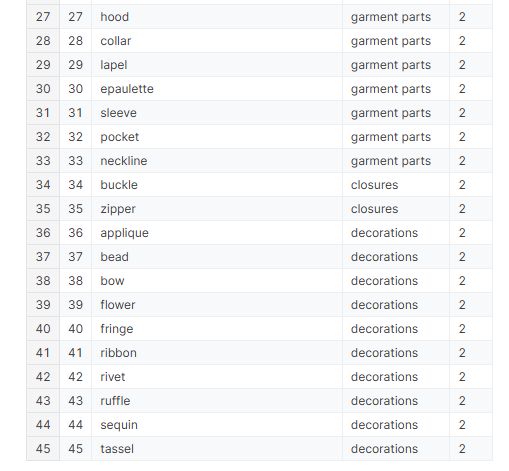 27 27 hood garment parts 2
28 28 collar garment parts 2
29 29 lapel garment parts 2
30 30 epaulette garment parts 2
31 31 sleeve garment parts 2
32 32 pocket garment parts 2
33 33 neckline garment parts 2
34 34 buckle closures 2
35 35 zipper closures 2
36 36 applique decorations 2
37 37 bead decorations 2
38 38 bow decorations 2
39 39 flower decorations 2
40 40 fringe decorations 2
41 41 ribbon decorations 2
42 42 rivet decorations 2
43 43 ruffle decorations 2
44 44 sequin decorations 2
45 45 tassel decorations 2